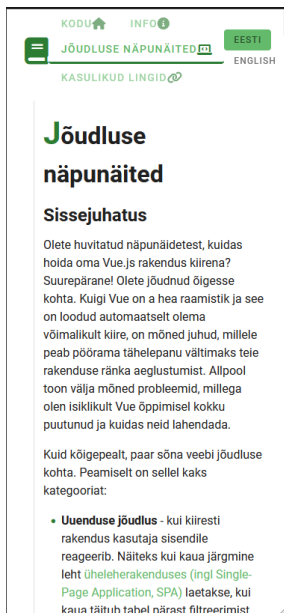 KODU
INFO
EESTI
JÕUDLUSE NÄPUNÄITED
ENGLISH
KASULIKUD LINGID
Jõudluse
näpunäited
Sissejuhatus
Olete huvitatud näpunäidetest, kuidas
hoida oma Vue.js rakendus kiirena?
Suurepärane! Olete jõudnud õigesse
kohta. Kuigi Vue on a hea raamistik ja see
on loodud automaatselt olema
võimalikult kiire, on mõned juhud, millele
peab pöörama tähelepanu vältimaks teie
rakenduse ränka aeglustumist. Allpool
toon välja mõned probleemid, millega
olen isiklikult Vue õppimisel kokku
puutunud ja kuidas neid lahendada.
Kuid kõigepealt, paar sõna veebi jõudluse
kohta. Peamiselt on sellel kaks
kategooriat:
• Uuenduse jõudlus - kui kiiresti
rakendus kasutaja sisendile
reageerib. Näiteks kui kaua järgmine
leht üheleherakenduses (ingl Single-
Page Application, SPA) laetakse, kui
kaua täitub tabel pärast filtreerimist